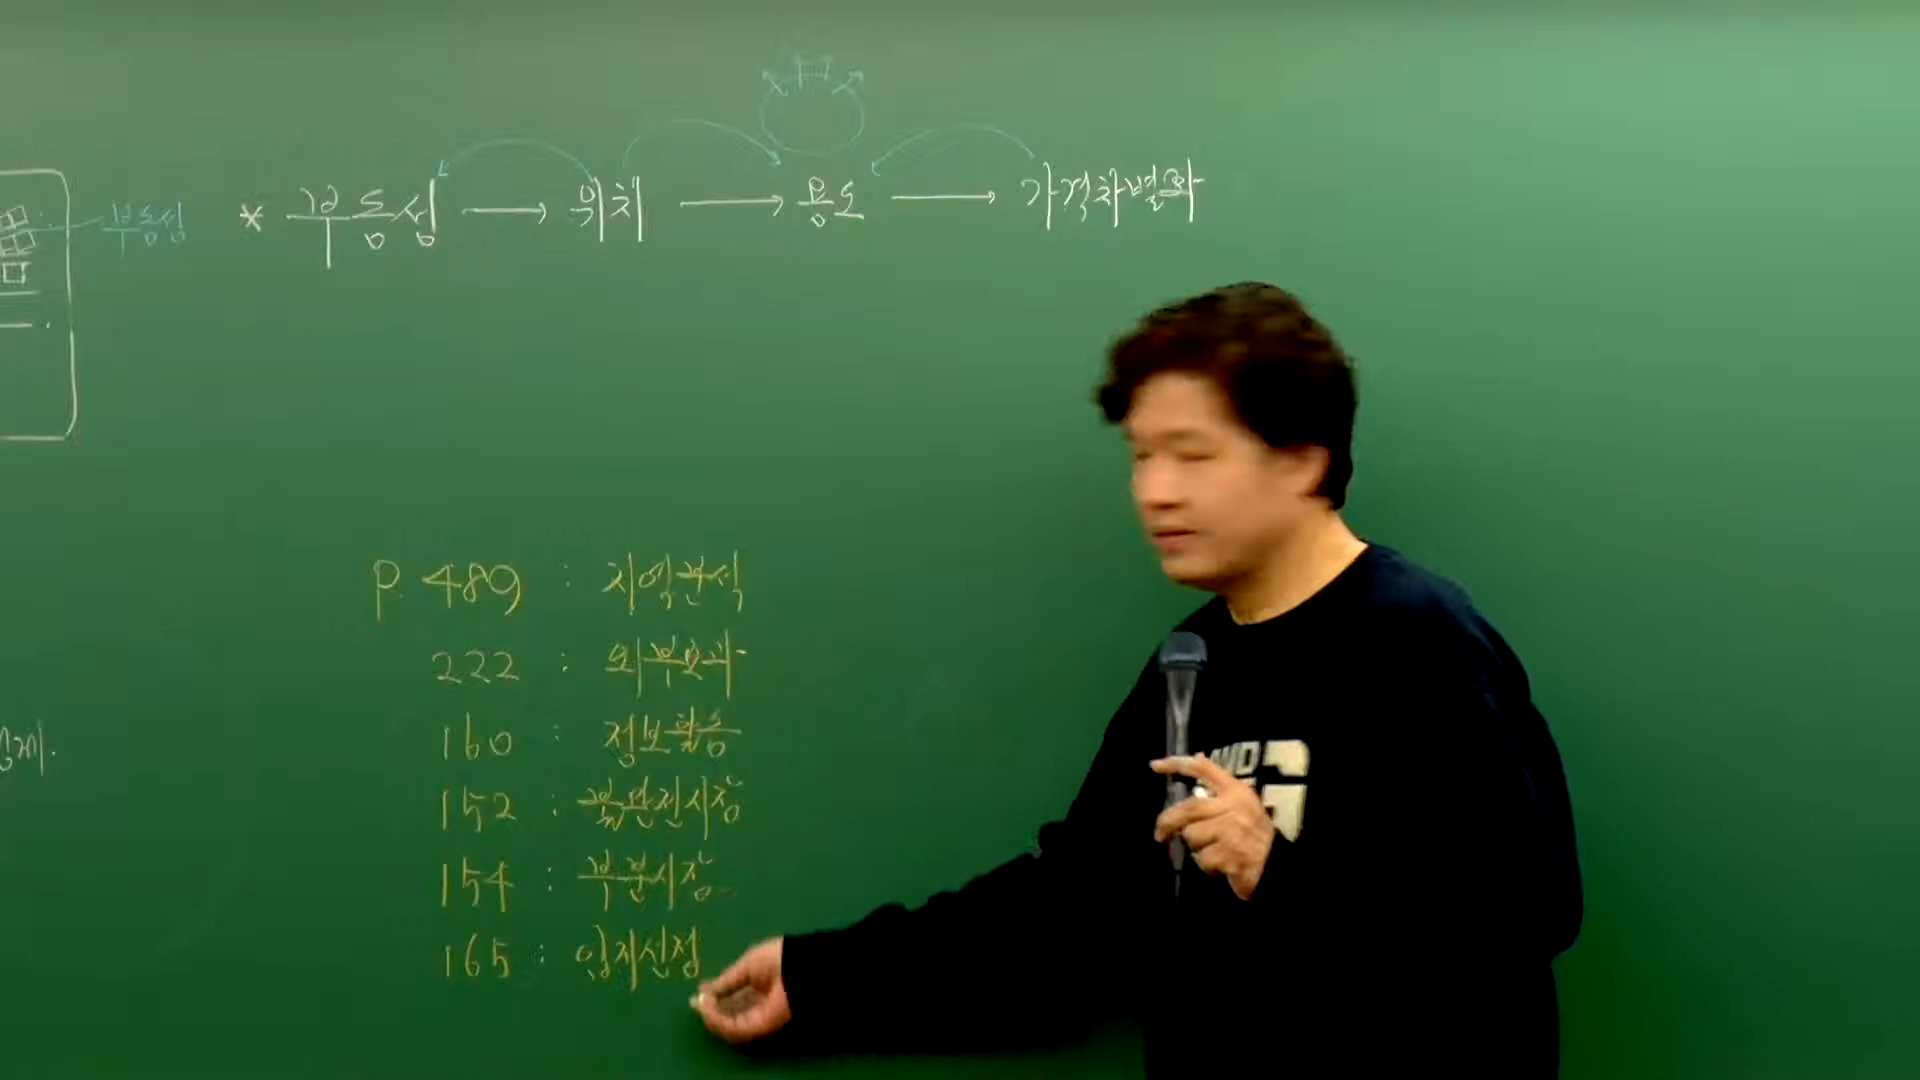 * 부동성 → 위치 → 용도 → 가격차별화
부동성
P. 489 : 지역분석
222 : 외부효과
160 : 정보활동
152 : 불완전시장
154 : 부분시장
165 : 입지선정